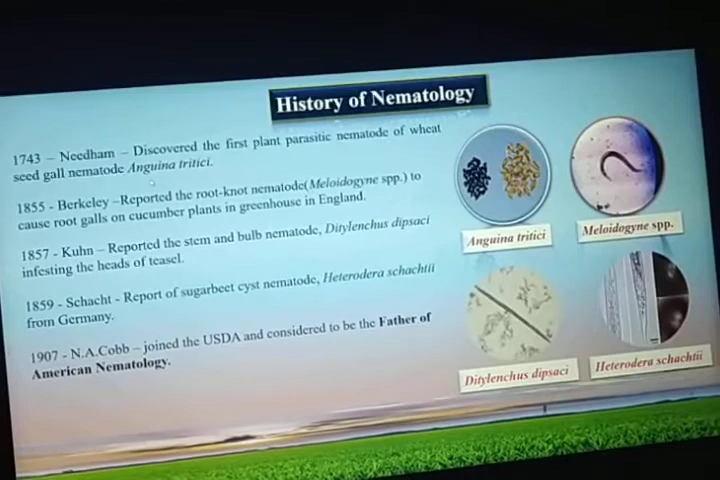 History of Nematology
1743 – Needham – Discovered the first plant parasitic nematode of wheat
seed gall nematode Anguina tritici.
1855 - Berkeley –Reported the root-knot nematode(Meloidogyne spp.) to
cause root galls on cucumber plants in greenhouse in England.
1857 - Kuhn – Reported the stem and bulb nematode, Ditylenchus dipsaci
infesting the heads of teasel.
1859 - Schacht - Report of sugarbeet cyst nematode, Heterodera schachtii
from Germany.
1907 - N.A.Cobb – joined the USDA and considered to be the Father of
American Nematology.
Anguina tritici
Meloidogyne spp.
Ditylenchus dipsaci
Heterodera schachtii